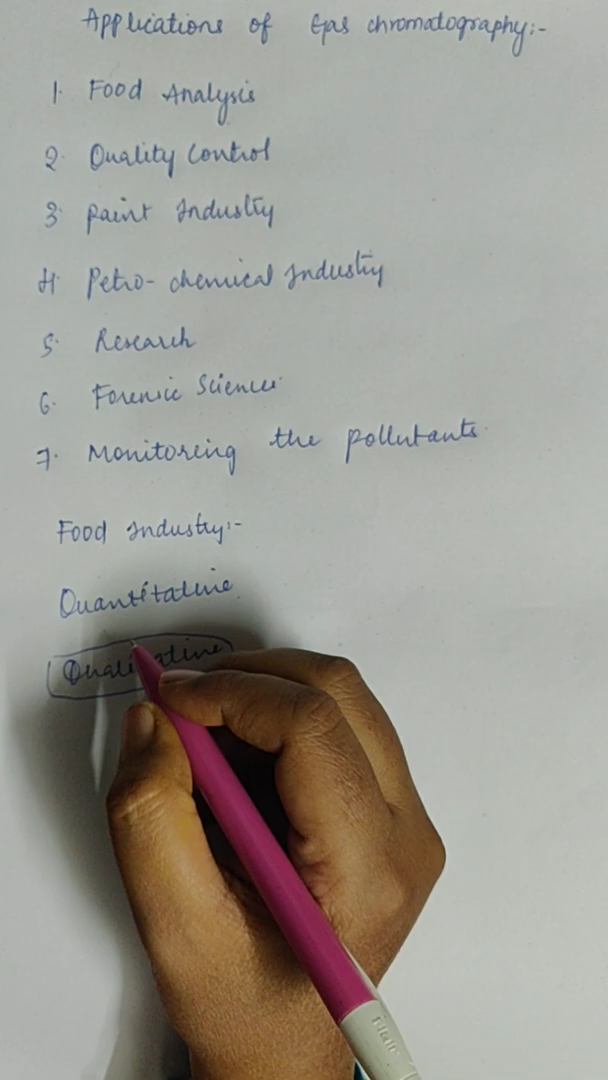 Applications of Gas chromatography:-
1. Food Analysis
2. Quality Control
3. paint Industry
4. Petro-chemical Industry
5. Research
6. Forensic Science
7. Monitoring the pollutants
Food Industry:-
Quantitative
Qualitative